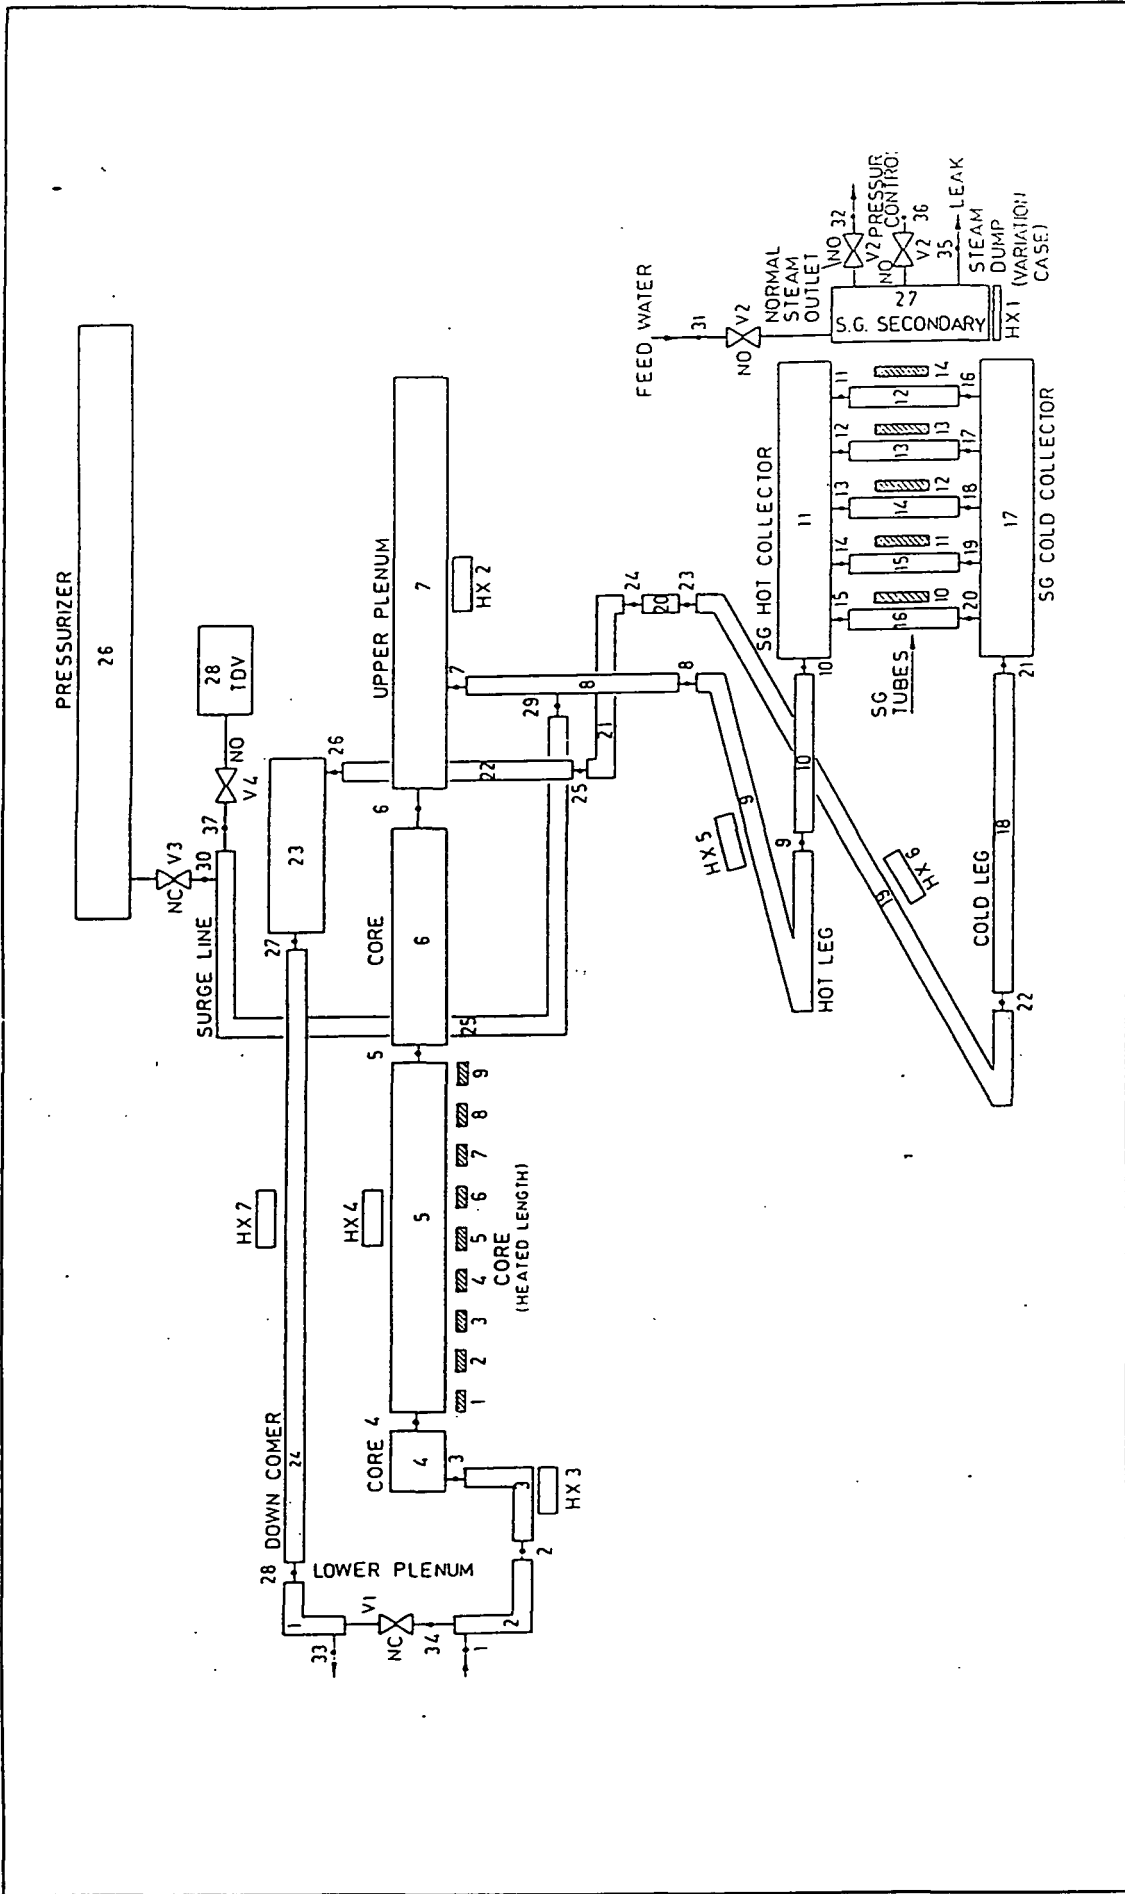 PRESSURIZER
26
NC V3
30
37
V4
NO
28
TDV
SURGE LINE
HX 7
27
23
26
DOWN COMER
28
24
1
33
LOWER PLENUM
V1
NC
34
1
2
2
3
HX 3
CORE 4
4
3
HX 4
5
1
2
3
4
5
6
7
8
9
CORE
(HEATED LENGTH)
5
CORE
6
25
6
UPPER PLENUM
7
HX 2
7
22
25
29
8
21
24
20
23
8
HX 5
9
HOT LEG
9
10
10
SG HOT COLLECTOR
11
15
14
13
12
11
16
15
14
13
12
10
11
12
13
14
20
19
18
17
16
SG
TUBES
17
SG COLD COLLECTOR
21
18
COLD LEG
22
19
HX 6
FEED WATER
31
NO
V2
NORMAL
STEAM
OUTLET
NO
V2
32
PRESSUR
CONTROL
NO
V2
36
27
S.G. SECONDARY
35
LEAK
STEAM
DUMP
(VARIATION
CASE)
HX 1